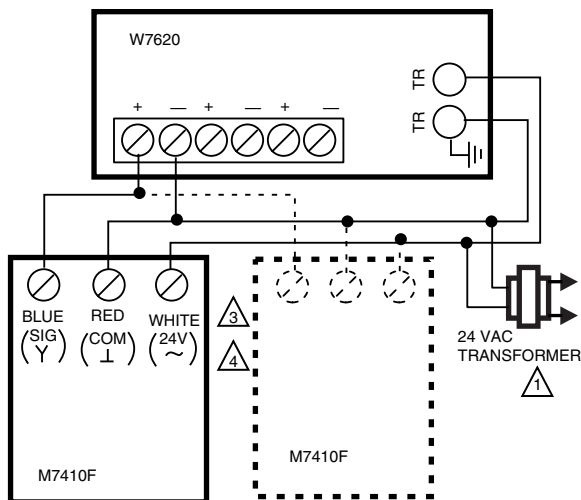 W7620
TR
+ — + — + —
TR
BLUE RED WHITE
(SIG) (COM) (24V)
Y ⊥ ~
3
4
24 VAC
TRANSFORMER
1
M7410F
M7410F